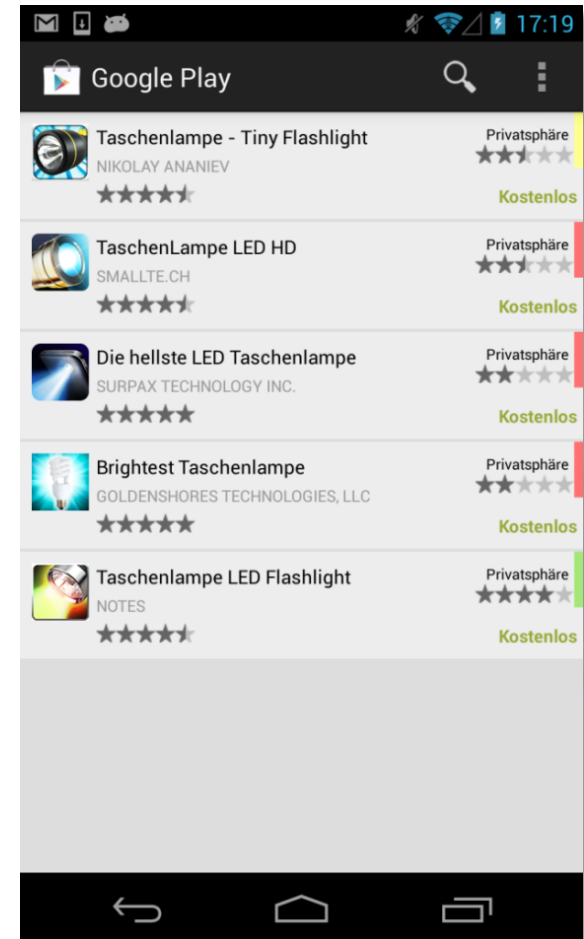 17:19
Google Play
Taschenlampe - Tiny Flashlight
Privatsphäre
NIKOLAY ANANIEV
Kostenlos
TaschenLampe LED HD
Privatsphäre
SMALLTE.CH
Kostenlos
Die hellste LED Taschenlampe
Privatsphäre
SURPAX TECHNOLOGY INC.
Kostenlos
Brightest Taschenlampe
Privatsphäre
GOLDENSHORES TECHNOLOGIES, LLC
Kostenlos
Taschenlampe LED Flashlight
Privatsphäre
NOTES
Kostenlos